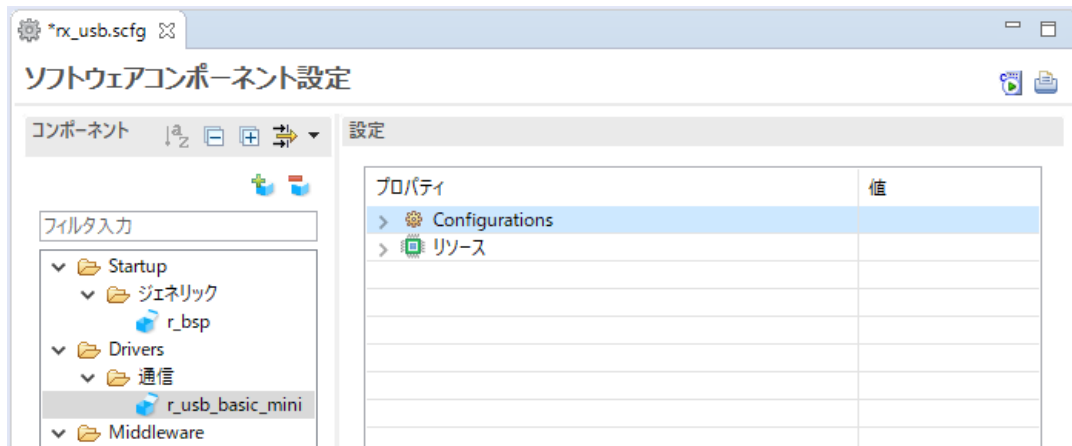 *rx_usb.scfg
ソフトウェアコンポーネント設定
コンポーネント
設定
フィルタ入力
Startup
ジェネリック
r_bsp
Drivers
通信
r_usb_basic_mini
Middleware
プロパティ 値
Configurations
リソース